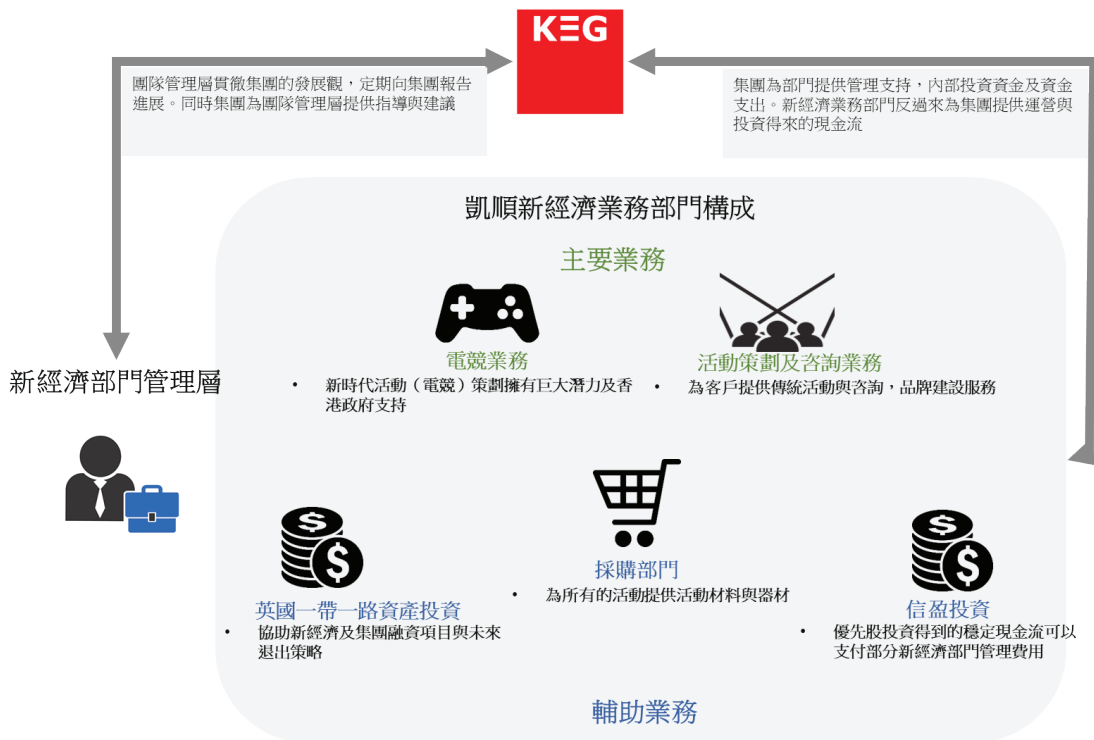 KEG
團隊管理層貫徹集團的發展觀，定期向集團報告
進展。同時集團為團隊管理層提供指導與建議
集團為部門提供管理支持，內部投資資金及資金
支出。新經濟業務部門反過來為集團提供運營與
投資得來的現金流
凱順新經濟業務部門構成
主要業務
電競業務
• 新時代活動（電競）策劃擁有巨大潛力及香
港政府支持
活動策劃及咨詢業務
• 為客戶提供傳統活動與咨詢，品牌建設服務
新經濟部門管理層
英國一帶一路資產投資
• 協助新經濟及集團融資項目與未來
退出策略
採購部門
• 為所有的活動提供活動材料與器材
信盈投資
• 優先股投資得到的穩定現金流可以
支付部分新經濟部門管理費用
輔助業務